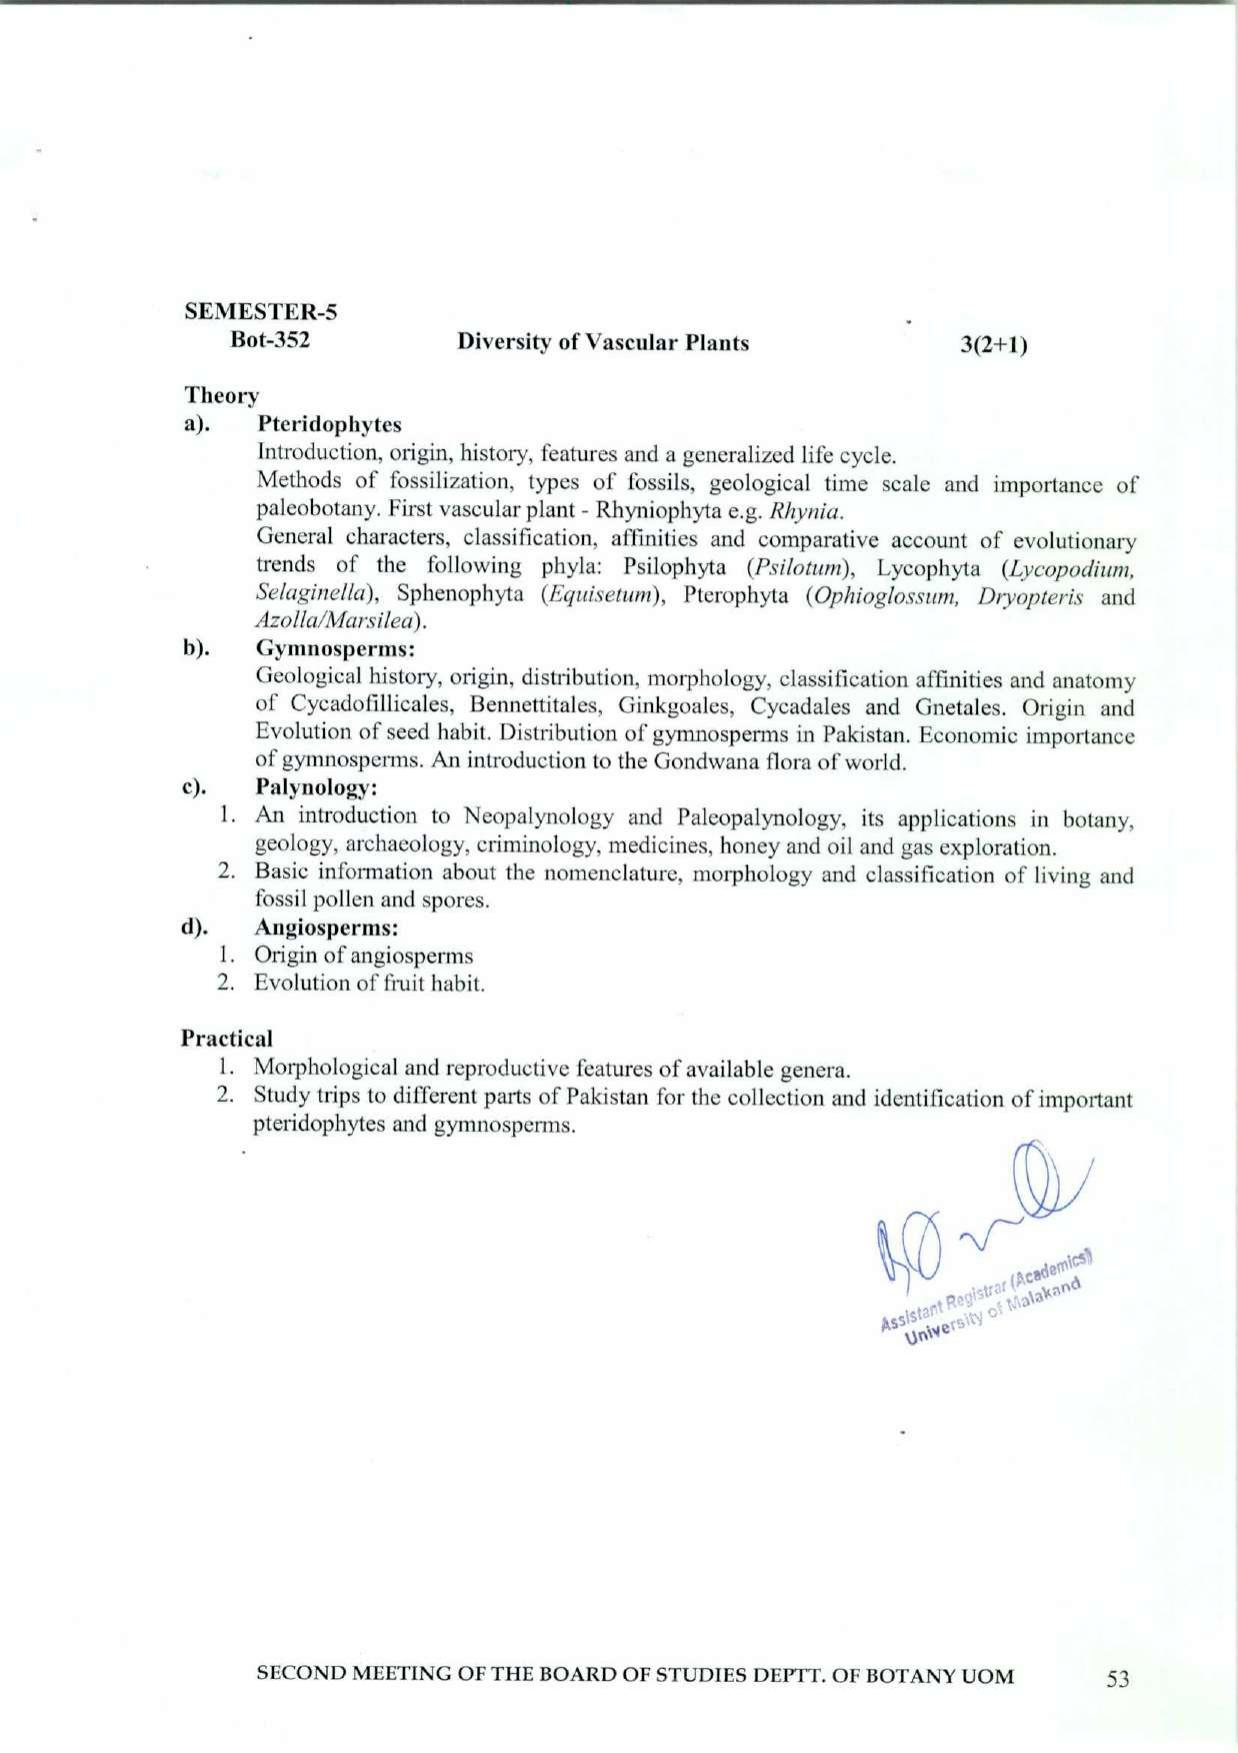 SEMESTER-5
Bot-352 Diversity of Vascular Plants 3(2+1)
Theory
a). Pteridophytes
Introduction, origin, history, features and a generalized life cycle.
Methods of fossilization, types of fossils, geological time scale and importance of
paleobotany. First vascular plant - Rhyniophyta e.g. Rhynia.
General characters, classification, affinities and comparative account of evolutionary
trends of the following phyla: Psilophyta (Psilotum), Lycophyta (Lycopodium,
Selaginella), Sphenophyta (Equisetum), Pterophyta (Ophioglossum, Dryopteris and
Azolla/Marsilea).
b). Gymnosperms:
Geological history, origin, distribution, morphology, classification affinities and anatomy
of Cycadofillicales, Bennettitales, Ginkgoales, Cycadales and Gnetales. Origin and
Evolution of seed habit. Distribution of gymnosperms in Pakistan. Economic importance
of gymnosperms. An introduction to the Gondwana flora of world.
c). Palynology:
1. An introduction to Neopalynology and Paleopalynology, its applications in botany,
geology, archaeology, criminology, medicines, honey and oil and gas exploration.
2. Basic information about the nomenclature, morphology and classification of living and
fossil pollen and spores.
d). Angiosperms:
1. Origin of angiosperms
2. Evolution of fruit habit.
Practical
1. Morphological and reproductive features of available genera.
2. Study trips to different parts of Pakistan for the collection and identification of important
pteridophytes and gymnosperms.
Assistant Registrar (Academics)
University of Malakand
SECOND MEETING OF THE BOARD OF STUDIES DEPTT. OF BOTANY UOM 53